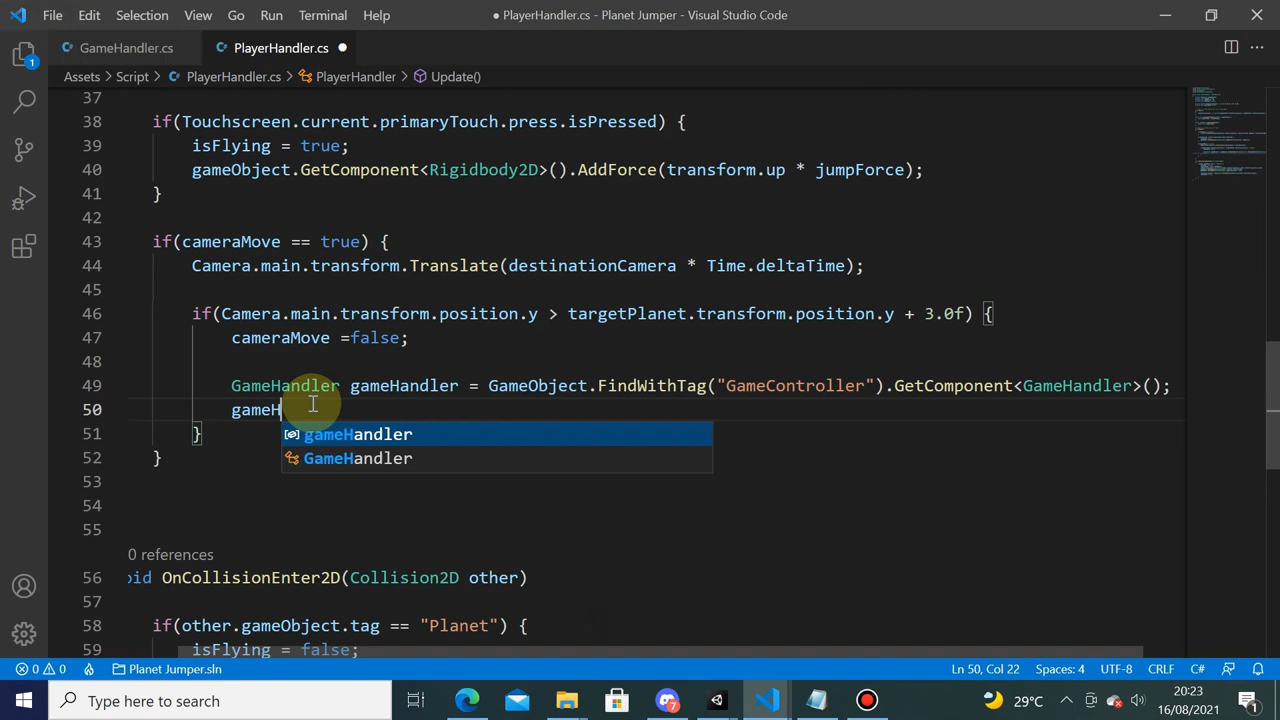 File Edit Selection View Go Run Terminal Help
● PlayerHandler.cs - Planet Jumper - Visual Studio Code
GameHandler.cs PlayerHandler.cs ●
Assets > Script > PlayerHandler.cs > PlayerHandler > Update()
37
38 if(Touchscreen.current.primaryTouch.press.isPressed) {
39 isFlying = true;
40 gameObject.GetComponent<Rigidbody2D>().AddForce(transform.up * jumpForce);
41 }
42
43 if(cameraMove == true) {
44 Camera.main.transform.Translate(destinationCamera * Time.deltaTime);
45
46 if(Camera.main.transform.position.y > targetPlanet.transform.position.y + 3.0f) {
47 cameraMove =false;
48
49 GameHandler gameHandler = GameObject.FindWithTag("GameController").GetComponent<GameHandler>();
50 gameH
gameHandler
51 }
GameHandler
52 }
53
54
55
0 references
56 oid OnCollisionEnter2D(Collision2D other)
57
58 if(other.gameObject.tag == "Planet") {
59 isFlying = false;
1
0 0 Planet Jumper.sln Ln 50, Col 22 Spaces: 4 UTF-8 CRLF C#
Type here to search
7
29°C
20:23
16/08/2021
1